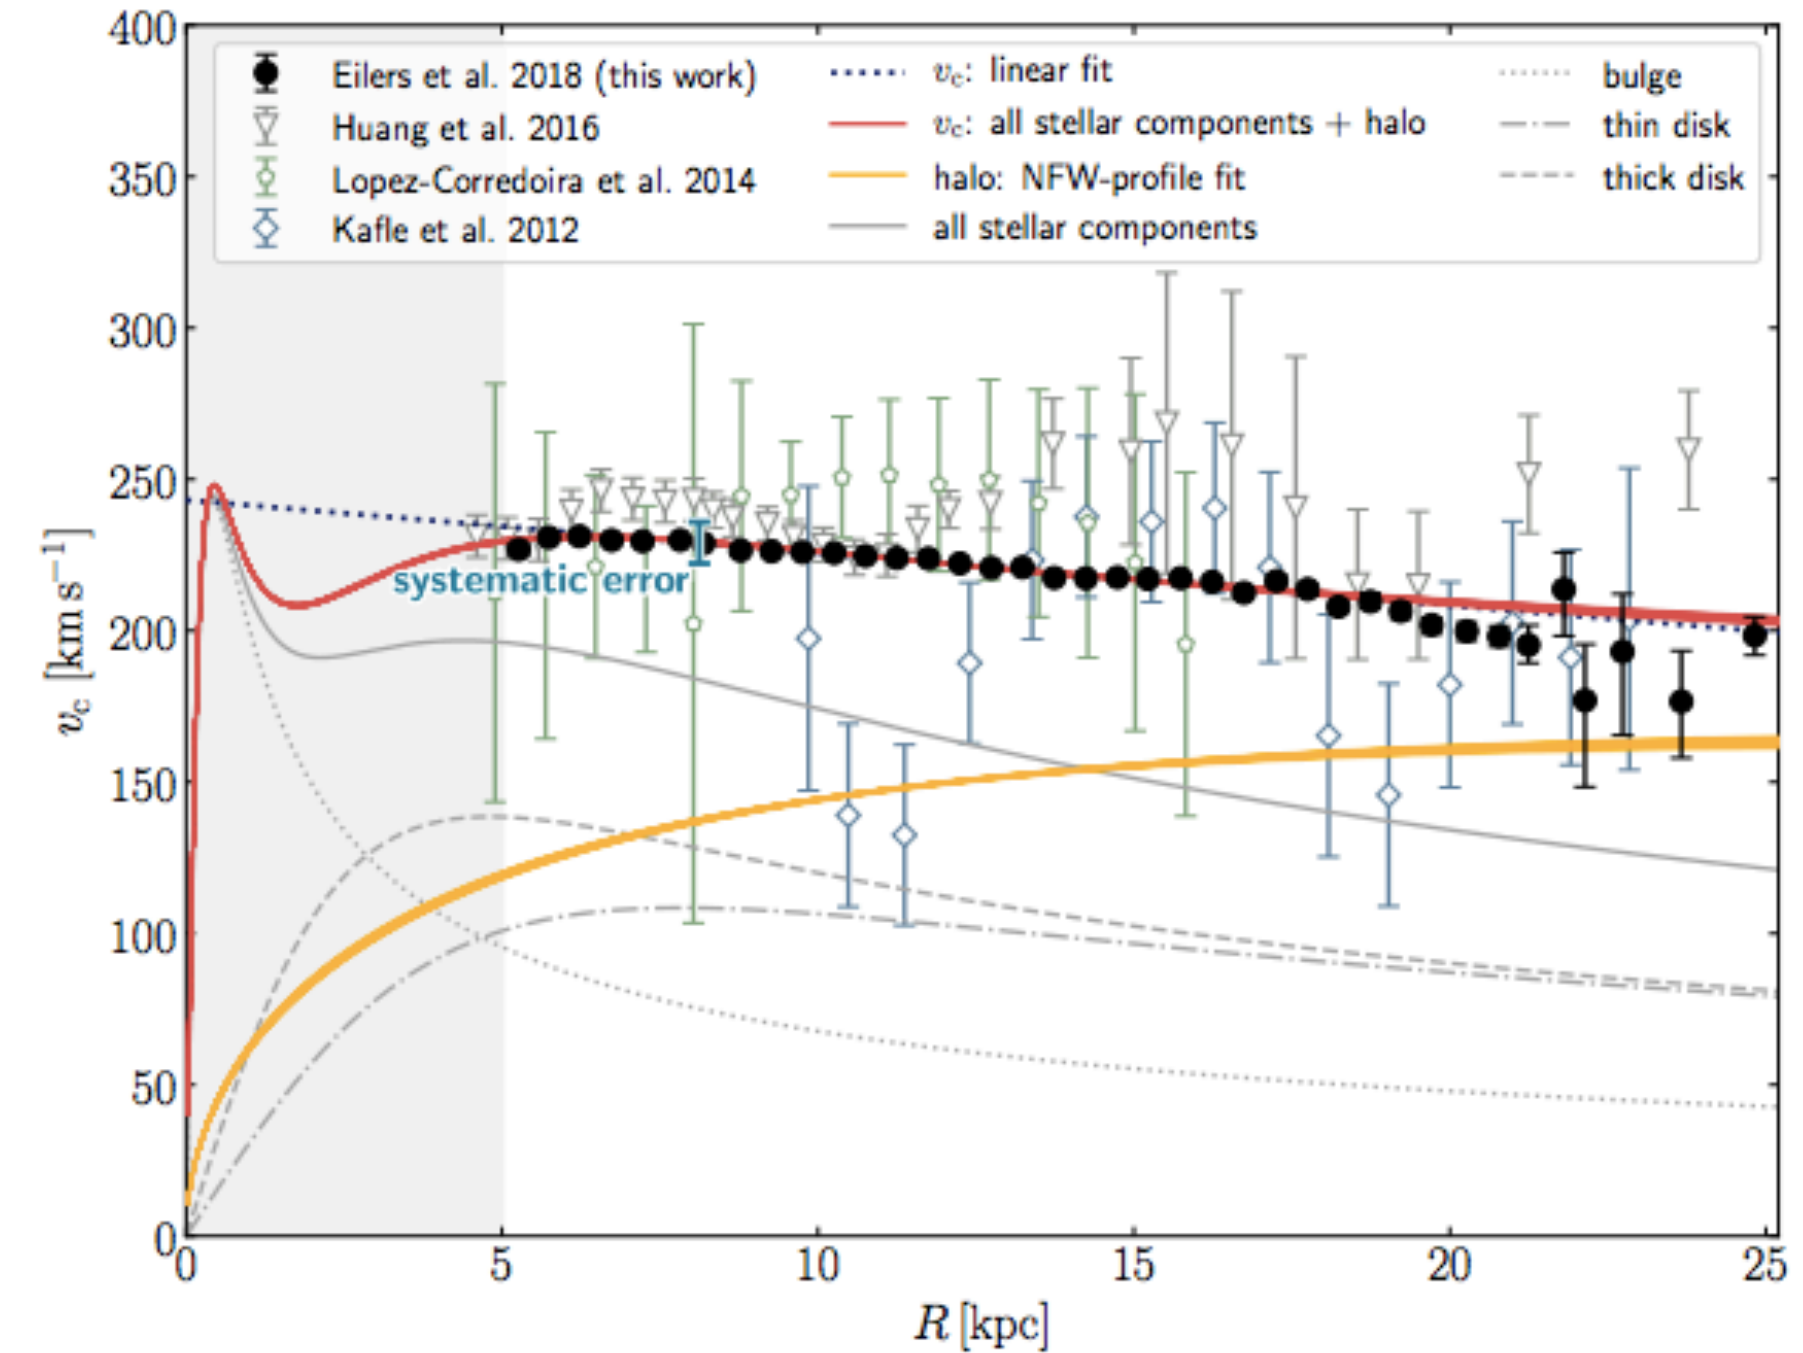 400
350
300
250
200
150
100
50
0
v_c [km s⁻¹]
Eilers et al. 2018 (this work)
Huang et al. 2016
Lopez-Corredoira et al. 2014
Kafle et al. 2012
v_c: linear fit
v_c: all stellar components + halo
halo: NFW-profile fit
all stellar components
bulge
thin disk
thick disk
systematic error
0 5 10 15 20 25
R [kpc]